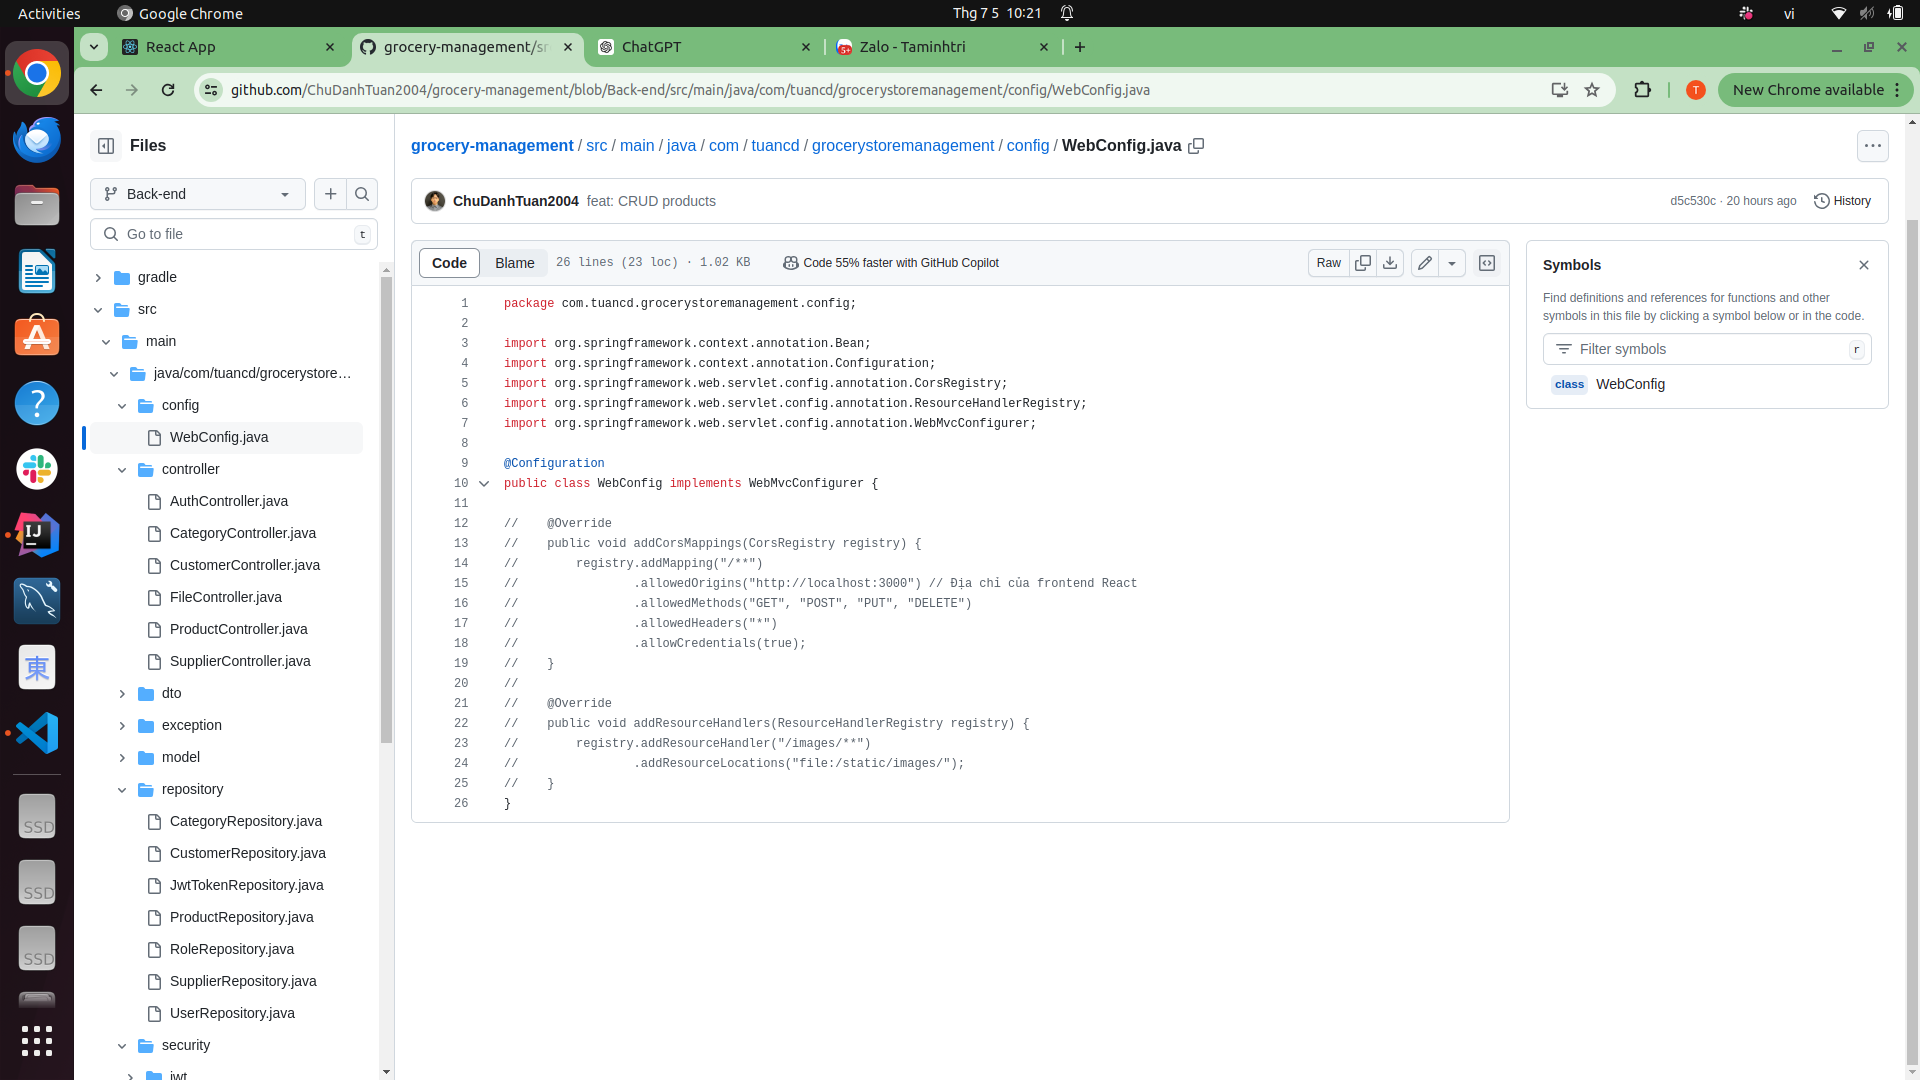 Activities
Google Chrome
Thg 7 5 10:21
vi
React App
grocery-management/sr
ChatGPT
5+
Zalo - Taminhtri
github.com/ChuDanhTuan2004/grocery-management/blob/Back-end/src/main/java/com/tuancd/grocerystoremanagement/config/WebConfig.java
T
New Chrome available
Files
grocery-management / src / main / java / com / tuancd / grocerystoremanagement / config / WebConfig.java
Back-end
ChuDanhTuan2004 feat: CRUD products
d5c530c · 20 hours ago
History
Go to file
t
Code
Blame
26 lines (23 loc) · 1.02 KB
Code 55% faster with GitHub Copilot
Raw
Symbols
Find definitions and references for functions and other
symbols in this file by clicking a symbol below or in the code.
Filter symbols
r
class WebConfig
gradle
src
main
java/com/tuancd/grocerystore...
config
WebConfig.java
controller
AuthController.java
CategoryController.java
CustomerController.java
FileController.java
ProductController.java
SupplierController.java
dto
exception
model
repository
CategoryRepository.java
CustomerRepository.java
JwtTokenRepository.java
ProductRepository.java
RoleRepository.java
SupplierRepository.java
UserRepository.java
security
jwt
1 package com.tuancd.grocerystoremanagement.config;
2
3 import org.springframework.context.annotation.Bean;
4 import org.springframework.context.annotation.Configuration;
5 import org.springframework.web.servlet.config.annotation.CorsRegistry;
6 import org.springframework.web.servlet.config.annotation.ResourceHandlerRegistry;
7 import org.springframework.web.servlet.config.annotation.WebMvcConfigurer;
8
9 @Configuration
10 public class WebConfig implements WebMvcConfigurer {
11
12 //    @Override
13 //    public void addCorsMappings(CorsRegistry registry) {
14 //        registry.addMapping("/**")
15 //                .allowedOrigins("http://localhost:3000") // Địa chỉ của frontend React
16 //                .allowedMethods("GET", "POST", "PUT", "DELETE")
17 //                .allowedHeaders("*")
18 //                .allowCredentials(true);
19 //    }
20 //
21 //    @Override
22 //    public void addResourceHandlers(ResourceHandlerRegistry registry) {
23 //        registry.addResourceHandler("/images/**")
24 //                .addResourceLocations("file:/static/images/");
25 //    }
26 }
?
IJ
東
SSD
SSD
SSD